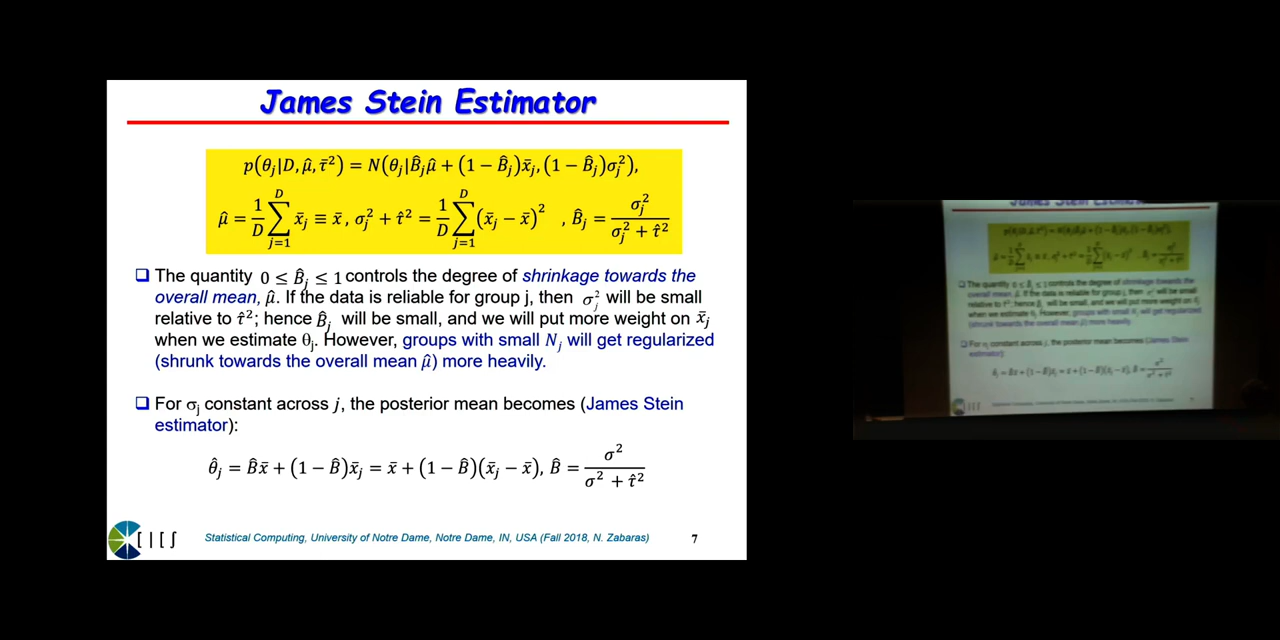 James Stein Estimator
p(θ_j|D, μ̂, τ̄²) = N(θ_j|B̂_jμ̂ + (1 − B̂_j)x̄_j, (1 − B̂_j)σ_j²),
μ̂ = 1/D ∑_{j=1}^{D} x̄_j ≡ x̄, σ_j² + τ̂² = 1/D ∑_{j=1}^{D} (x̄_j − x̄)², B̂_j = σ_j²/(σ_j² + τ̂²)
❑ The quantity 0 ≤ B̂_j ≤ 1 controls the degree of shrinkage towards the
overall mean, μ̂. If the data is reliable for group j, then σ_j² will be small
relative to τ̂²; hence B̂_j will be small, and we will put more weight on x̄_j
when we estimate θ_j. However, groups with small N_j will get regularized
(shrunk towards the overall mean μ̂) more heavily.
❑ For σ_j constant across j, the posterior mean becomes (James Stein
estimator):
θ̂_j = B̂x̄ + (1 − B̂)x̄_j = x̄ + (1 − B̂)(x̄_j − x̄), B̂ = σ²/(σ² + τ̂²)
Statistical Computing, University of Notre Dame, Notre Dame, IN, USA (Fall 2018, N. Zabaras)
7